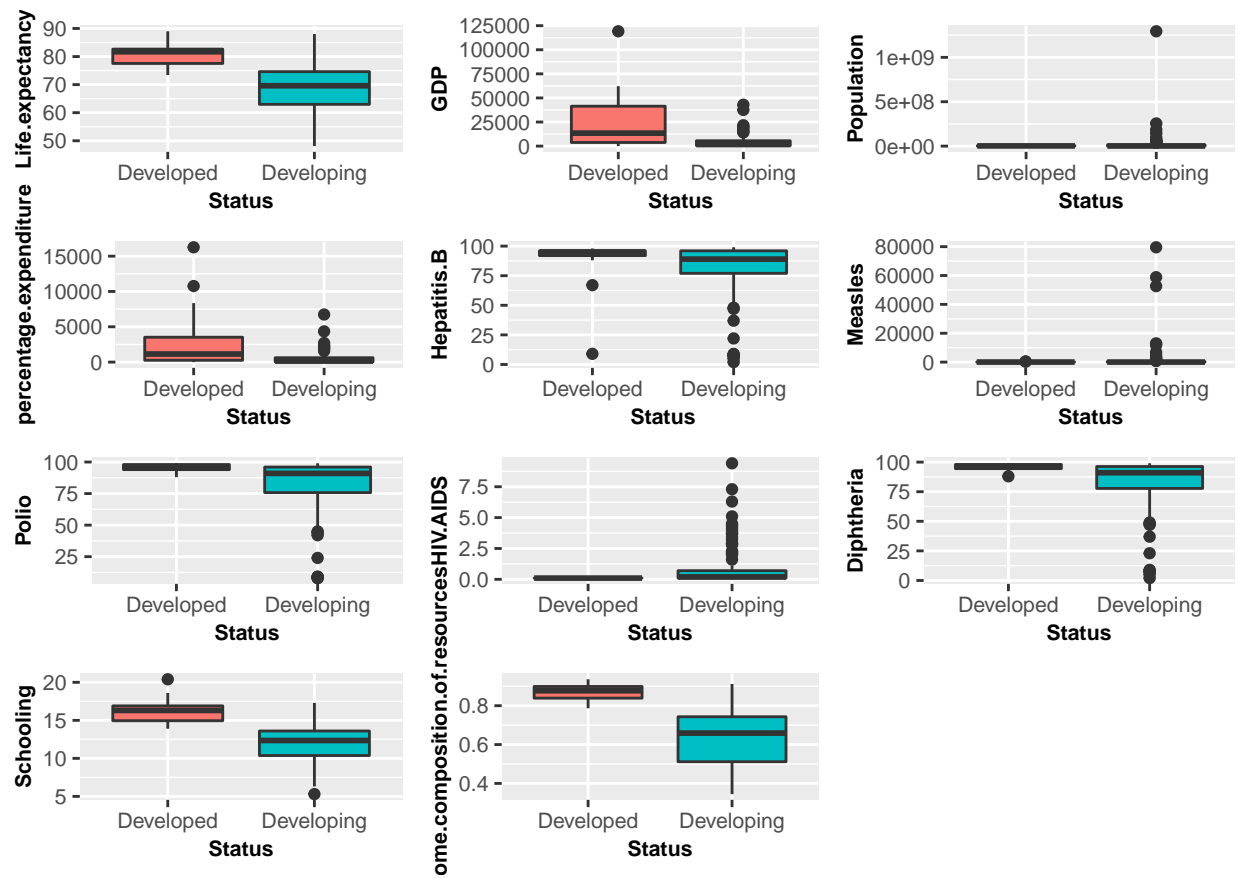 Life.expectancy
90
80
70
60
50
Developed Developing
Status
GDP
125000
100000
75000
50000
25000
0
Developed Developing
Status
Population
1e+09
5e+08
0e+00
Developed Developing
Status
percentage.expenditure
15000
10000
5000
0
Developed Developing
Status
Hepatitis.B
100
75
50
25
0
Developed Developing
Status
Measles
80000
60000
40000
20000
0
Developed Developing
Status
Polio
100
75
50
25
Developed Developing
Status
HIV.AIDS
7.5
5.0
2.5
0.0
Developed Developing
Status
Diphtheria
100
75
50
25
0
Developed Developing
Status
Schooling
20
15
10
5
Developed Developing
Status
ome.composition.of.resources
0.8
0.6
0.4
Developed Developing
Status